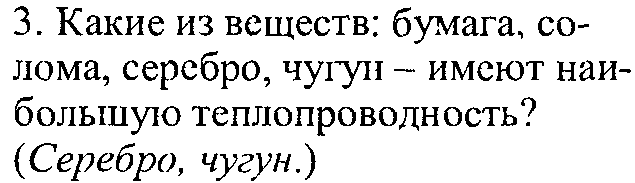 3. Какие из веществ: бумага, со-
лома, серебро, чугун – имеют наи-
большую теплопроводность?
(Серебро, чугун.)